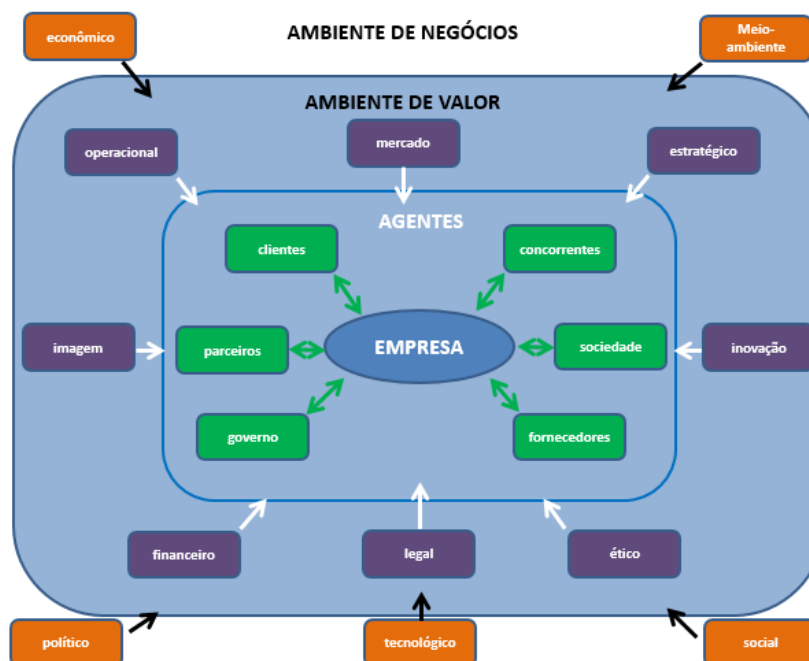 econômico
AMBIENTE DE NEGÓCIOS
Meio-
ambiente
AMBIENTE DE VALOR
operacional
mercado
estratégico
AGENTES
clientes
concorrentes
imagem
parceiros
EMPRESA
sociedade
inovação
governo
fornecedores
financeiro
legal
ético
político
tecnológico
social